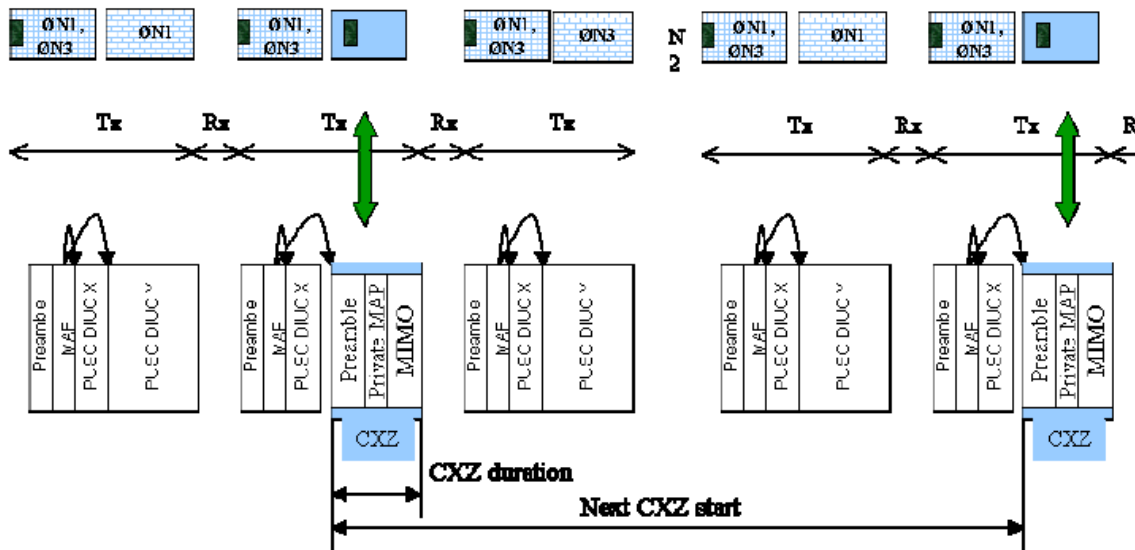 ØN1, ØN3
ØN1
ØN1, ØN3
ØN1, ØN3
ØN3
N 2
ØN1, ØN3
ØN1
ØN1, ØN3
Tx Rx Tx Rx Tx Tx Rx Tx R
Preamble
MAP
PUSC DIUC X
PUSC DIUC Y
Preamble
MAP
PUSC DIUC X
Preamble
Private MAP
MIMO
Preamble
MAP
PUSC DIUC X
PUSC DIUC Y
Preamble
MAP
PUSC DIUC X
PUSC DIUC Y
Preamble
MAP
PUSC DIUC X
Preamble
Private MAP
MIMO
CXZ
CXZ
CXZ duration
Next CXZ start